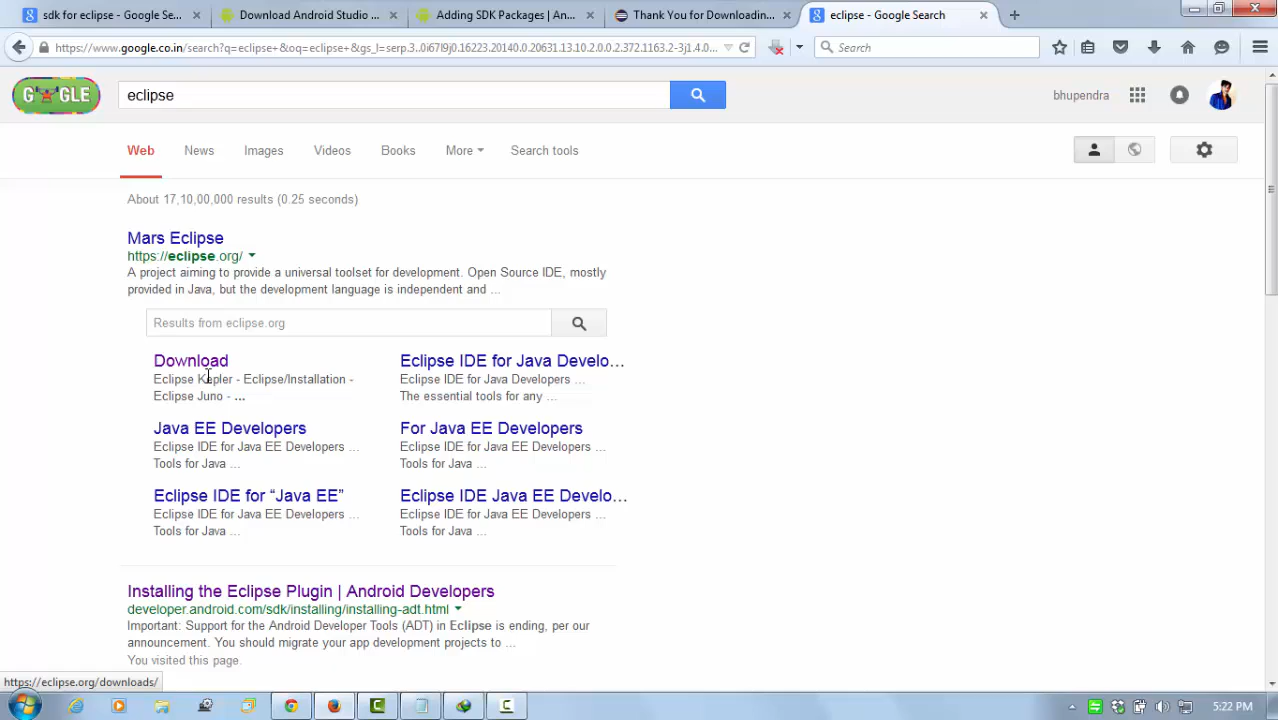 sdk for eclipse - Google Se...
Download Android Studio ...
Adding SDK Packages | An...
Thank You for Downloadin...
eclipse - Google Search
https://www.google.co.in/search?q=eclipse+&oq=eclipse+&gs_l=serp.3..0i67l9j0.16223.20140.0.20631.13.10.2.0.0.2.372.1163.2-3j1.4.0...
Search
GOOGLE
eclipse
bhupendra
Web
News
Images
Videos
Books
More
Search tools
About 17,10,00,000 results (0.25 seconds)
Mars Eclipse
https://eclipse.org/
A project aiming to provide a universal toolset for development. Open Source IDE, mostly
provided in Java, but the development language is independent and ...
Results from eclipse.org
Download
Eclipse Kepler - Eclipse/Installation -
Eclipse Juno - ...
Eclipse IDE for Java Develo...
Eclipse IDE for Java Developers ...
The essential tools for any ...
Java EE Developers
Eclipse IDE for Java EE Developers ...
Tools for Java ...
For Java EE Developers
Eclipse IDE for Java EE Developers ...
Tools for Java ...
Eclipse IDE for “Java EE”
Eclipse IDE for Java EE Developers ...
Tools for Java ...
Eclipse IDE Java EE Develo...
Eclipse IDE for Java EE Developers ...
Tools for Java ...
Installing the Eclipse Plugin | Android Developers
developer.android.com/sdk/installing/installing-adt.html
Important: Support for the Android Developer Tools (ADT) in Eclipse is ending, per our
announcement. You should migrate your app development projects to ...
You visited this page.
https://eclipse.org/downloads/
5:22 PM